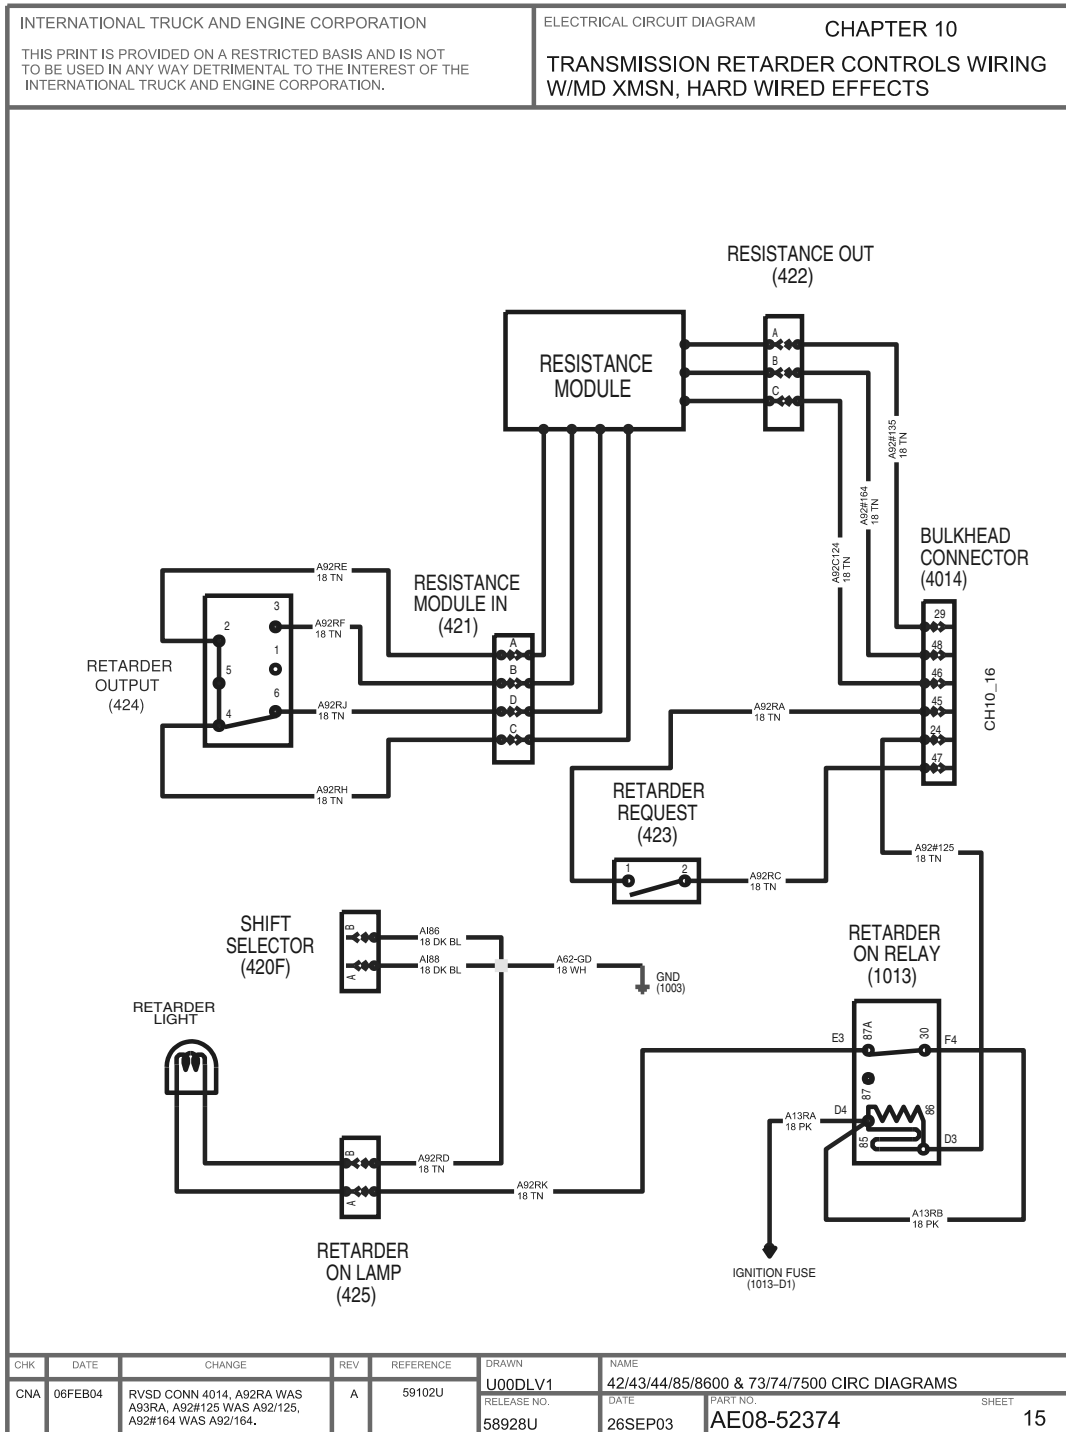 INTERNATIONAL TRUCK AND ENGINE CORPORATION
THIS PRINT IS PROVIDED ON A RESTRICTED BASIS AND IS NOT
TO BE USED IN ANY WAY DETRIMENTAL TO THE INTEREST OF THE
INTERNATIONAL TRUCK AND ENGINE CORPORATION.
ELECTRICAL CIRCUIT DIAGRAM
CHAPTER 10
TRANSMISSION RETARDER CONTROLS WIRING
W/MD XMSN, HARD WIRED EFFECTS
RESISTANCE OUT
(422)
RESISTANCE
MODULE
A
B
C
A92#135
18 TN
A92#164
18 TN
A92C124
18 TN
BULKHEAD
CONNECTOR
(4014)
29
48
46
45
24
47
CH10_16
A92RE
18 TN
RESISTANCE
MODULE IN
(421)
A
B
D
C
A92RF
18 TN
A92RJ
18 TN
A92RH
18 TN
RETARDER
OUTPUT
(424)
3
2
1
5
6
4
A92RA
18 TN
RETARDER
REQUEST
(423)
1
2
A92RC
18 TN
A92#125
18 TN
SHIFT
SELECTOR
(420F)
B
A
AI86
18 DK BL
AI88
18 DK BL
A62-GD
18 WH
GND
(1003)
RETARDER
ON RELAY
(1013)
E3
87A
30
F4
87
D4
86
85
D3
A13RA
18 PK
A13RB
18 PK
IGNITION FUSE
(1013-D1)
RETARDER
LIGHT
B
A
A92RD
18 TN
A92RK
18 TN
RETARDER
ON LAMP
(425)
CHK DATE CHANGE REV REFERENCE
CNA 06FEB04 RVSD CONN 4014, A92RA WAS A 59102U
A93RA, A92#125 WAS A92/125,
A92#164 WAS A92/164.
DRAWN
U00DLV1
NAME
42/43/44/85/8600 & 73/74/7500 CIRC DIAGRAMS
RELEASE NO.
58928U
DATE
26SEP03
PART NO.
AE08-52374
SHEET
15